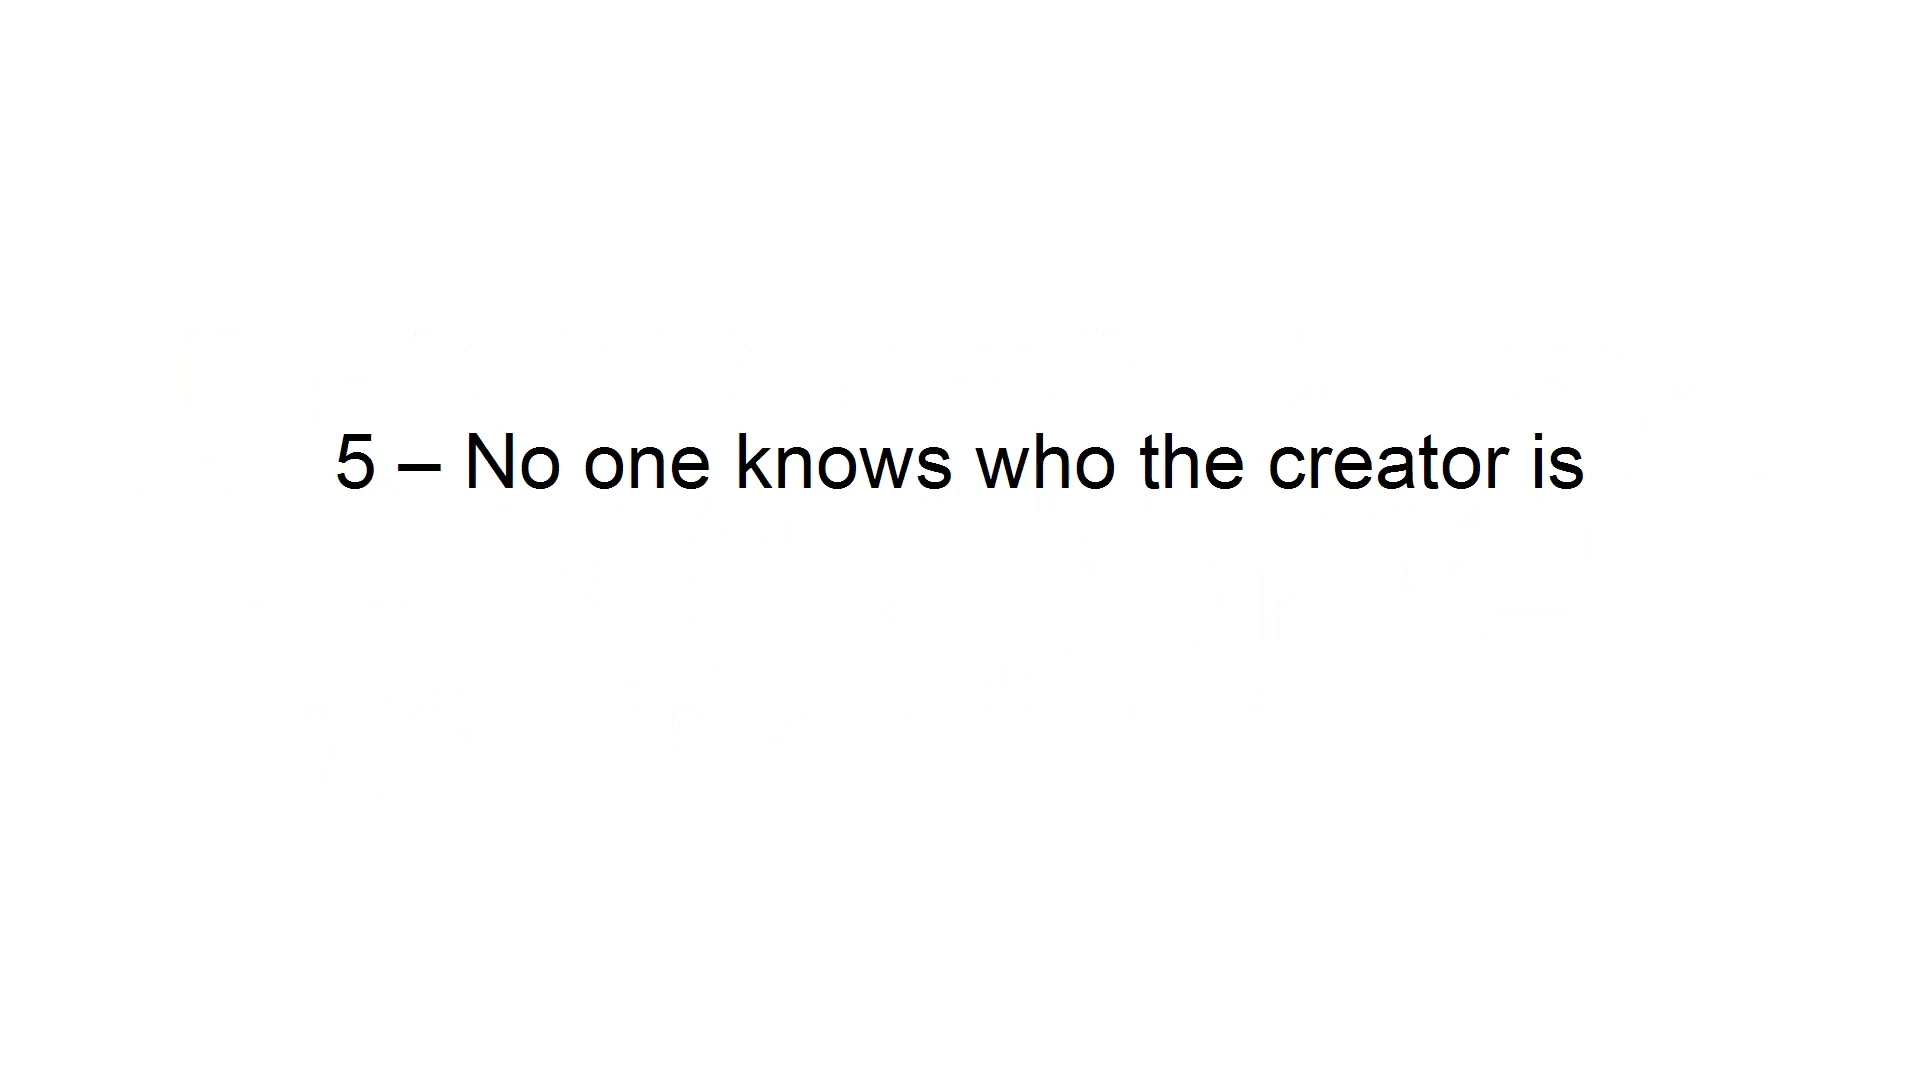 5 – No one knows who the creator is